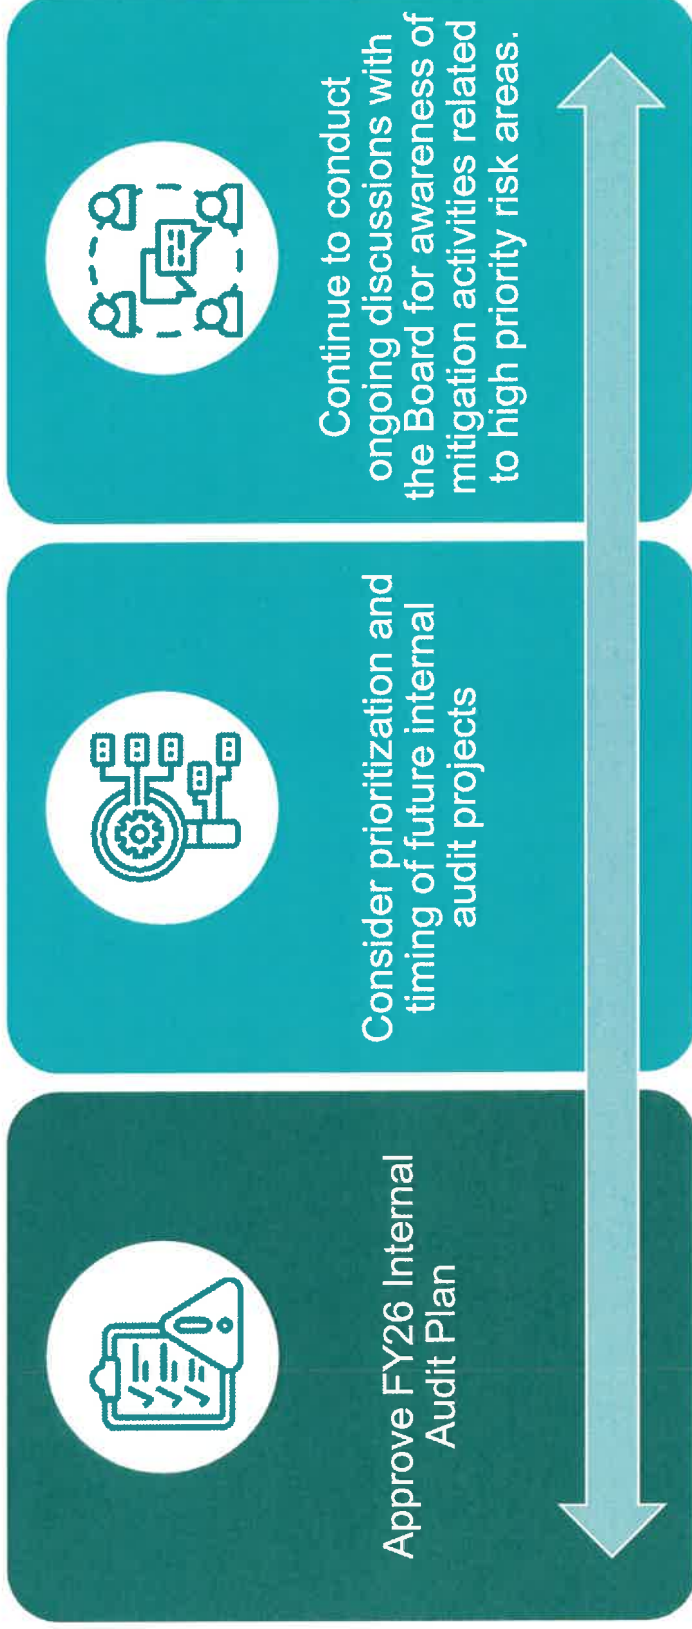 Approve FY26 Internal
Audit Plan
Consider prioritization and
timing of future internal
audit projects
Continue to conduct
ongoing discussions with
the Board for awareness of
mitigation activities related
to high priority risk areas.